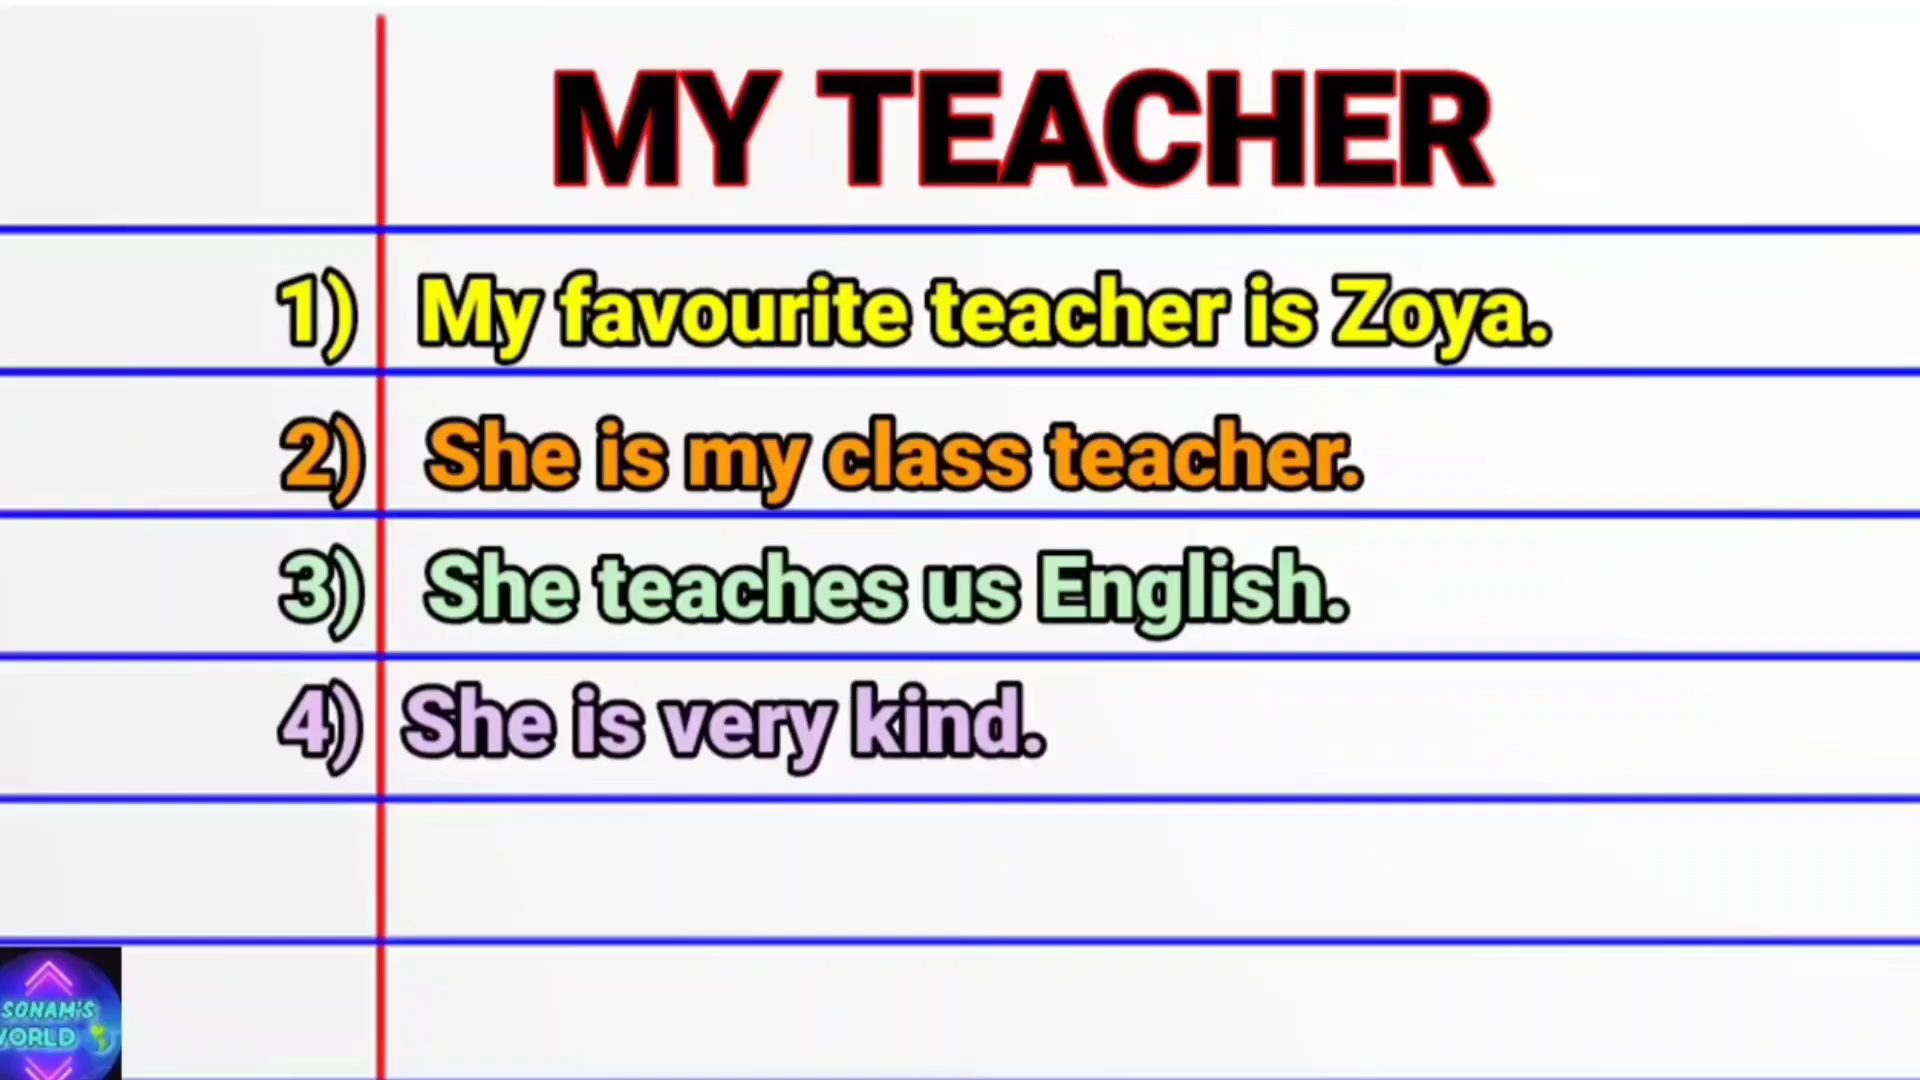 MY TEACHER
1) My favourite teacher is Zoya.
2) She is my class teacher.
3) She teaches us English.
4) She is very kind.
SONAM'S
WORLD